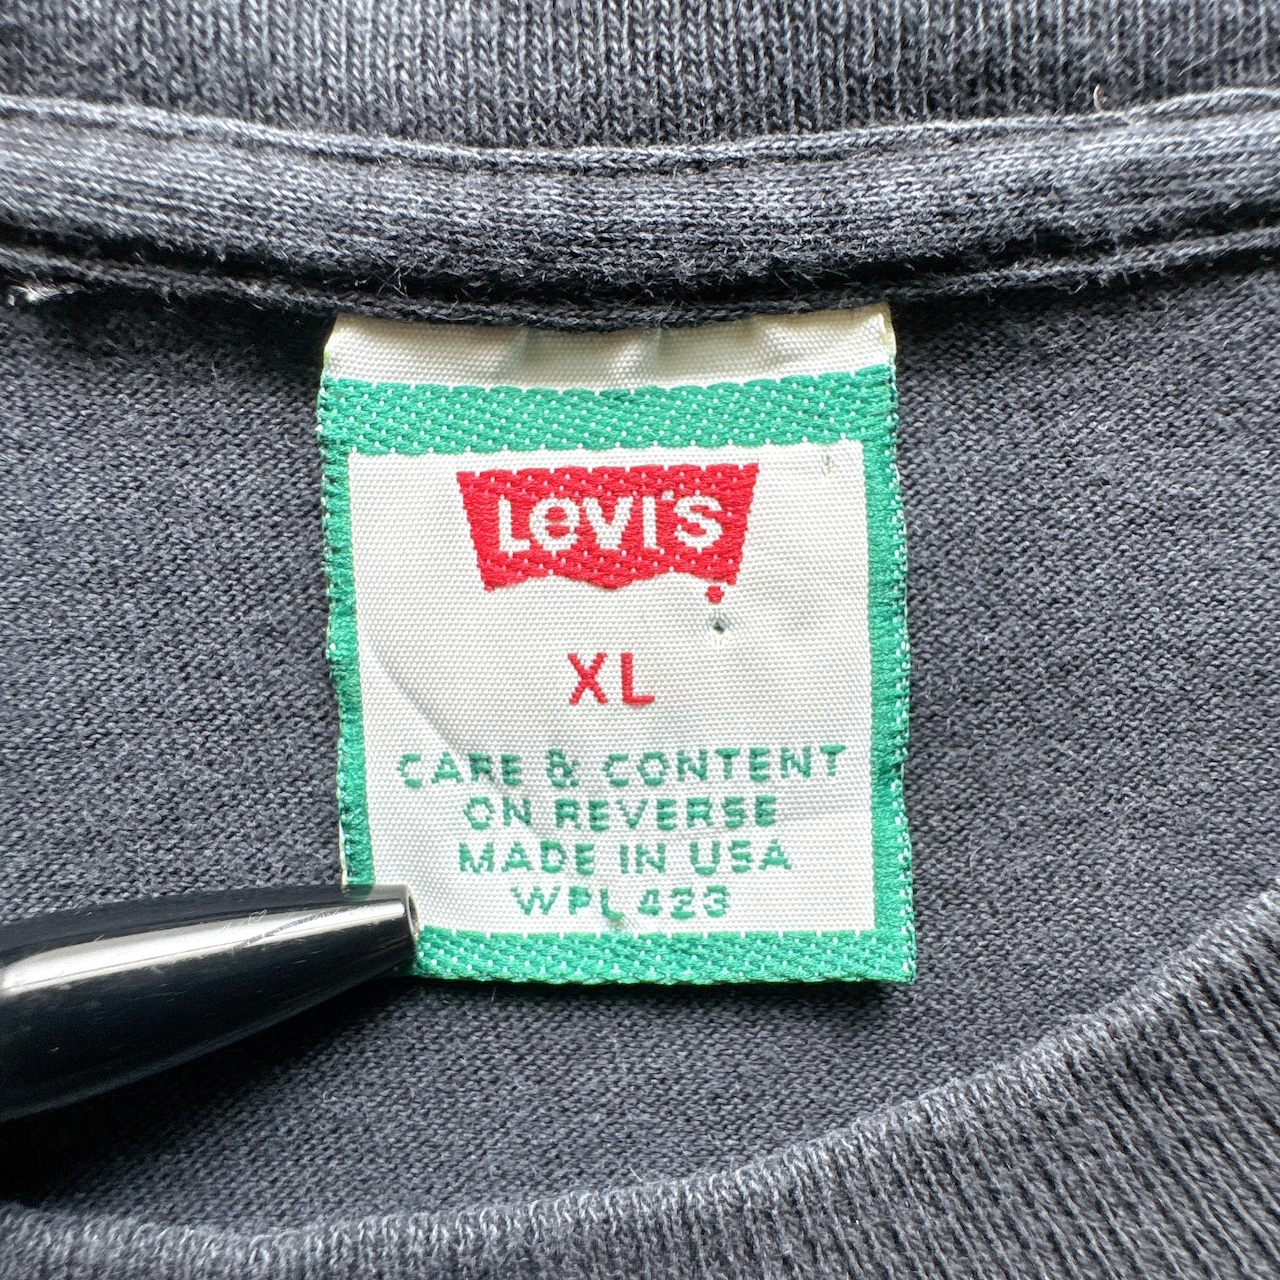 Levi's
XL
CARE & CONTENT
ON REVERSE
MADE IN USA
WPL 423